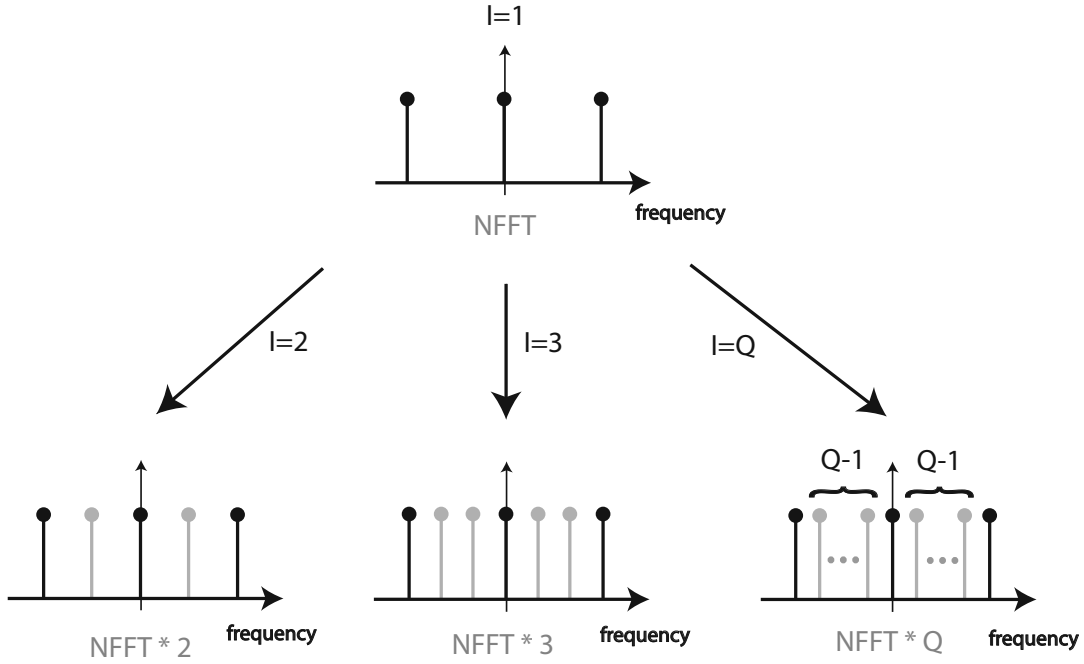 I=1
frequency
NFFT
I=2
I=3
I=Q
Q-1
Q-1
frequency
NFFT * 2
frequency
NFFT * 3
frequency
NFFT * Q